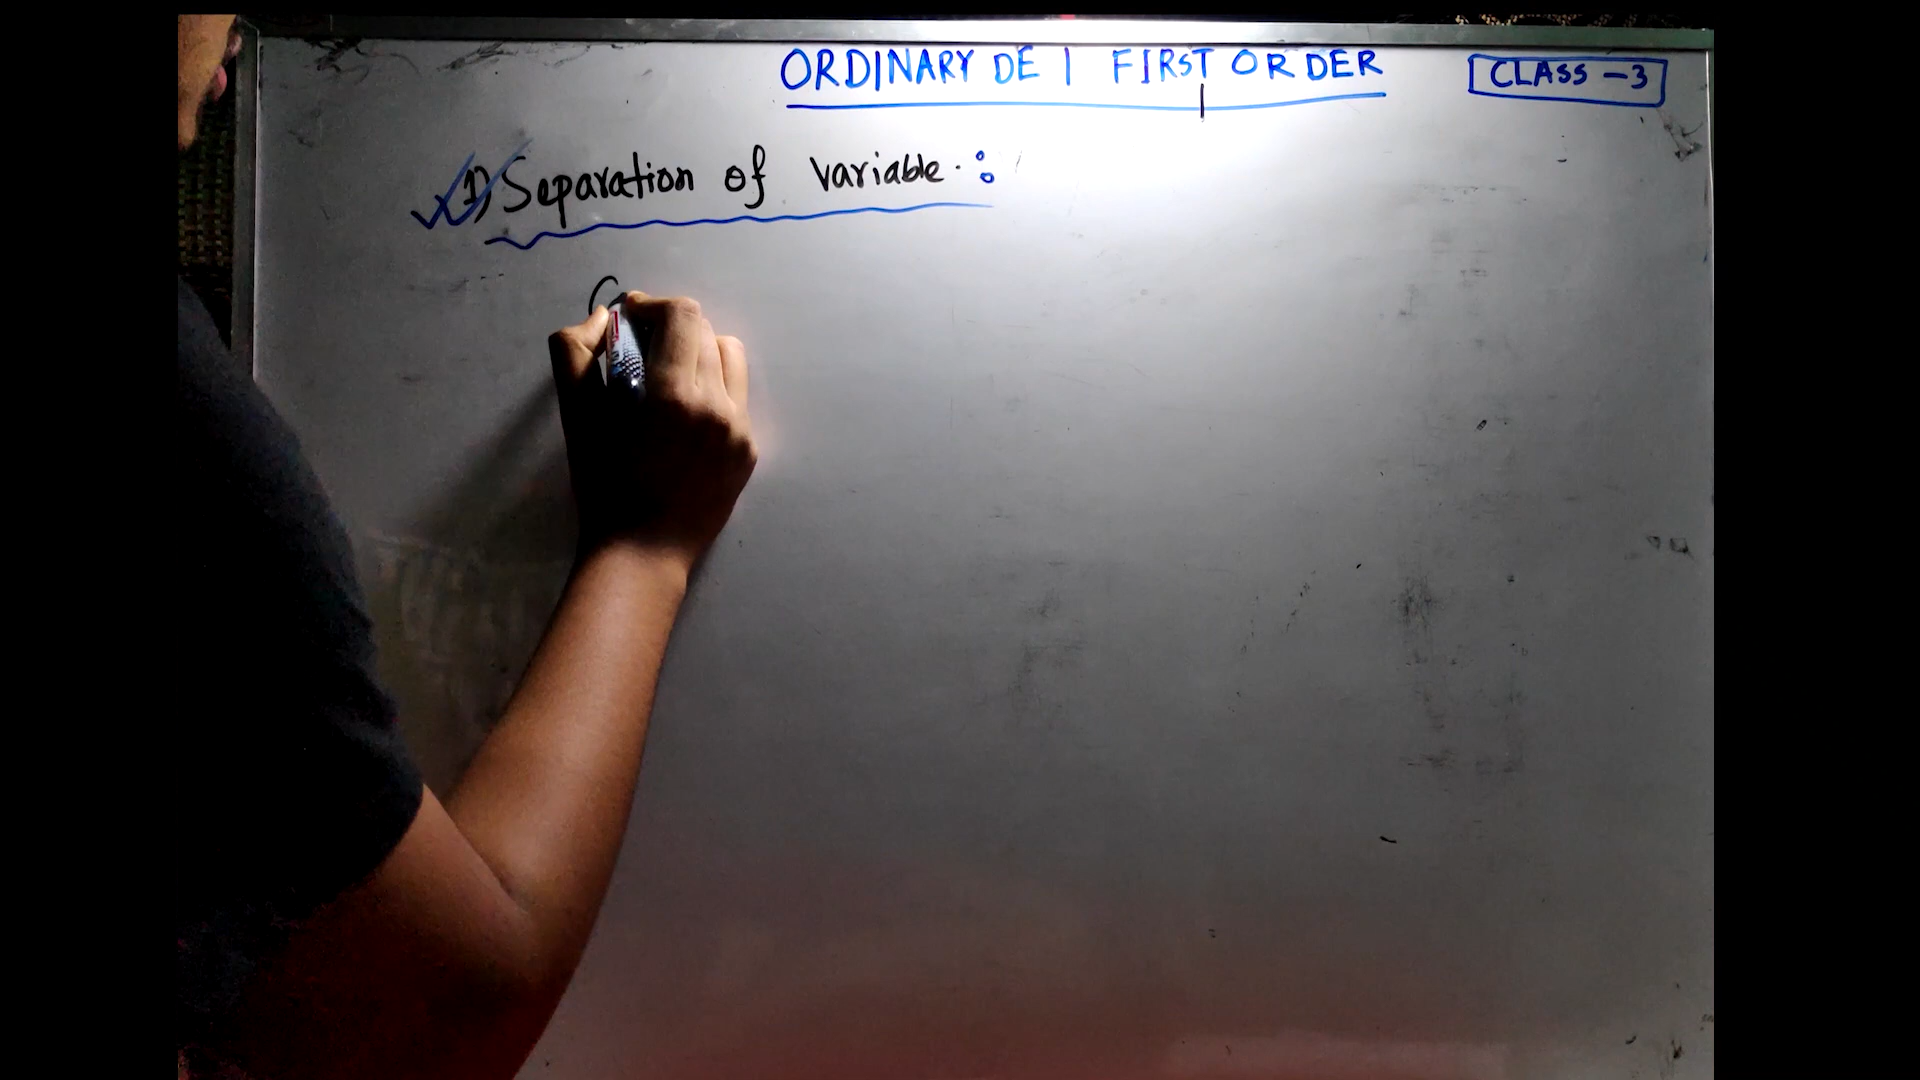 ORDINARY DE | FIRST ORDER
CLASS - 3
1) Separation of variable. :